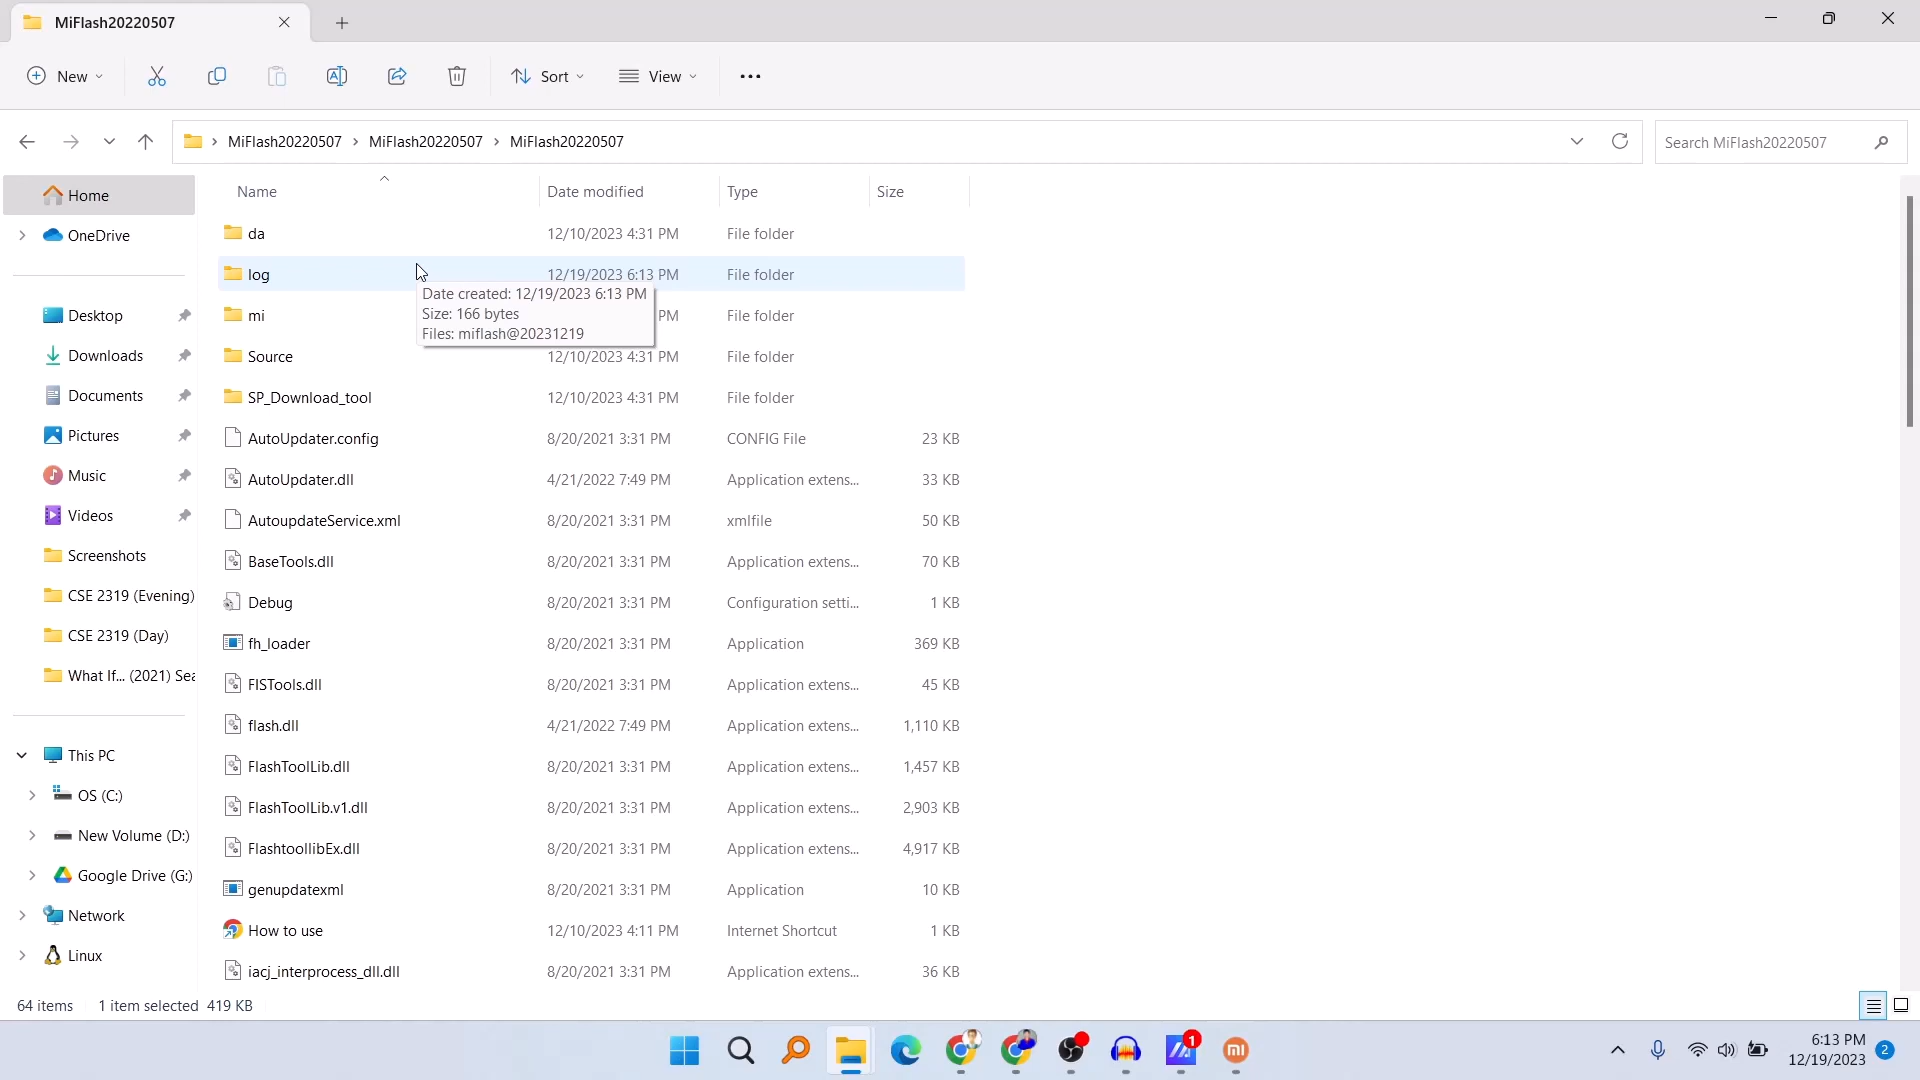 MiFlash20220507
New
Sort
View
MiFlash20220507 MiFlash20220507 MiFlash20220507
Search MiFlash20220507
Home
OneDrive
Desktop
Downloads
Documents
Pictures
Music
Videos
Screenshots
CSE 2319 (Evening)
CSE 2319 (Day)
What If... (2021) Sea
This PC
OS (C:)
New Volume (D:)
Google Drive (G:)
Network
Linux
Name Date modified Type Size
da 12/10/2023 4:31 PM File folder
log 12/19/2023 6:13 PM File folder
Date created: 12/19/2023 6:13 PM
Size: 166 bytes
Files: miflash@20231219
mi PM File folder
Source 12/10/2023 4:31 PM File folder
SP_Download_tool 12/10/2023 4:31 PM File folder
AutoUpdater.config 8/20/2021 3:31 PM CONFIG File 23 KB
AutoUpdater.dll 4/21/2022 7:49 PM Application extens... 33 KB
AutoupdateService.xml 8/20/2021 3:31 PM xmlfile 50 KB
BaseTools.dll 8/20/2021 3:31 PM Application extens... 70 KB
Debug 8/20/2021 3:31 PM Configuration setti... 1 KB
fh_loader 8/20/2021 3:31 PM Application 369 KB
FISTools.dll 8/20/2021 3:31 PM Application extens... 45 KB
flash.dll 4/21/2022 7:49 PM Application extens... 1,110 KB
FlashToolLib.dll 8/20/2021 3:31 PM Application extens... 1,457 KB
FlashToolLib.v1.dll 8/20/2021 3:31 PM Application extens... 2,903 KB
FlashtoollibEx.dll 8/20/2021 3:31 PM Application extens... 4,917 KB
genupdatexml 8/20/2021 3:31 PM Application 10 KB
How to use 12/10/2023 4:11 PM Internet Shortcut 1 KB
iacj_interprocess_dll.dll 8/20/2021 3:31 PM Application extens... 36 KB
64 items 1 item selected 419 KB
1
mi
6:13 PM
12/19/2023
2